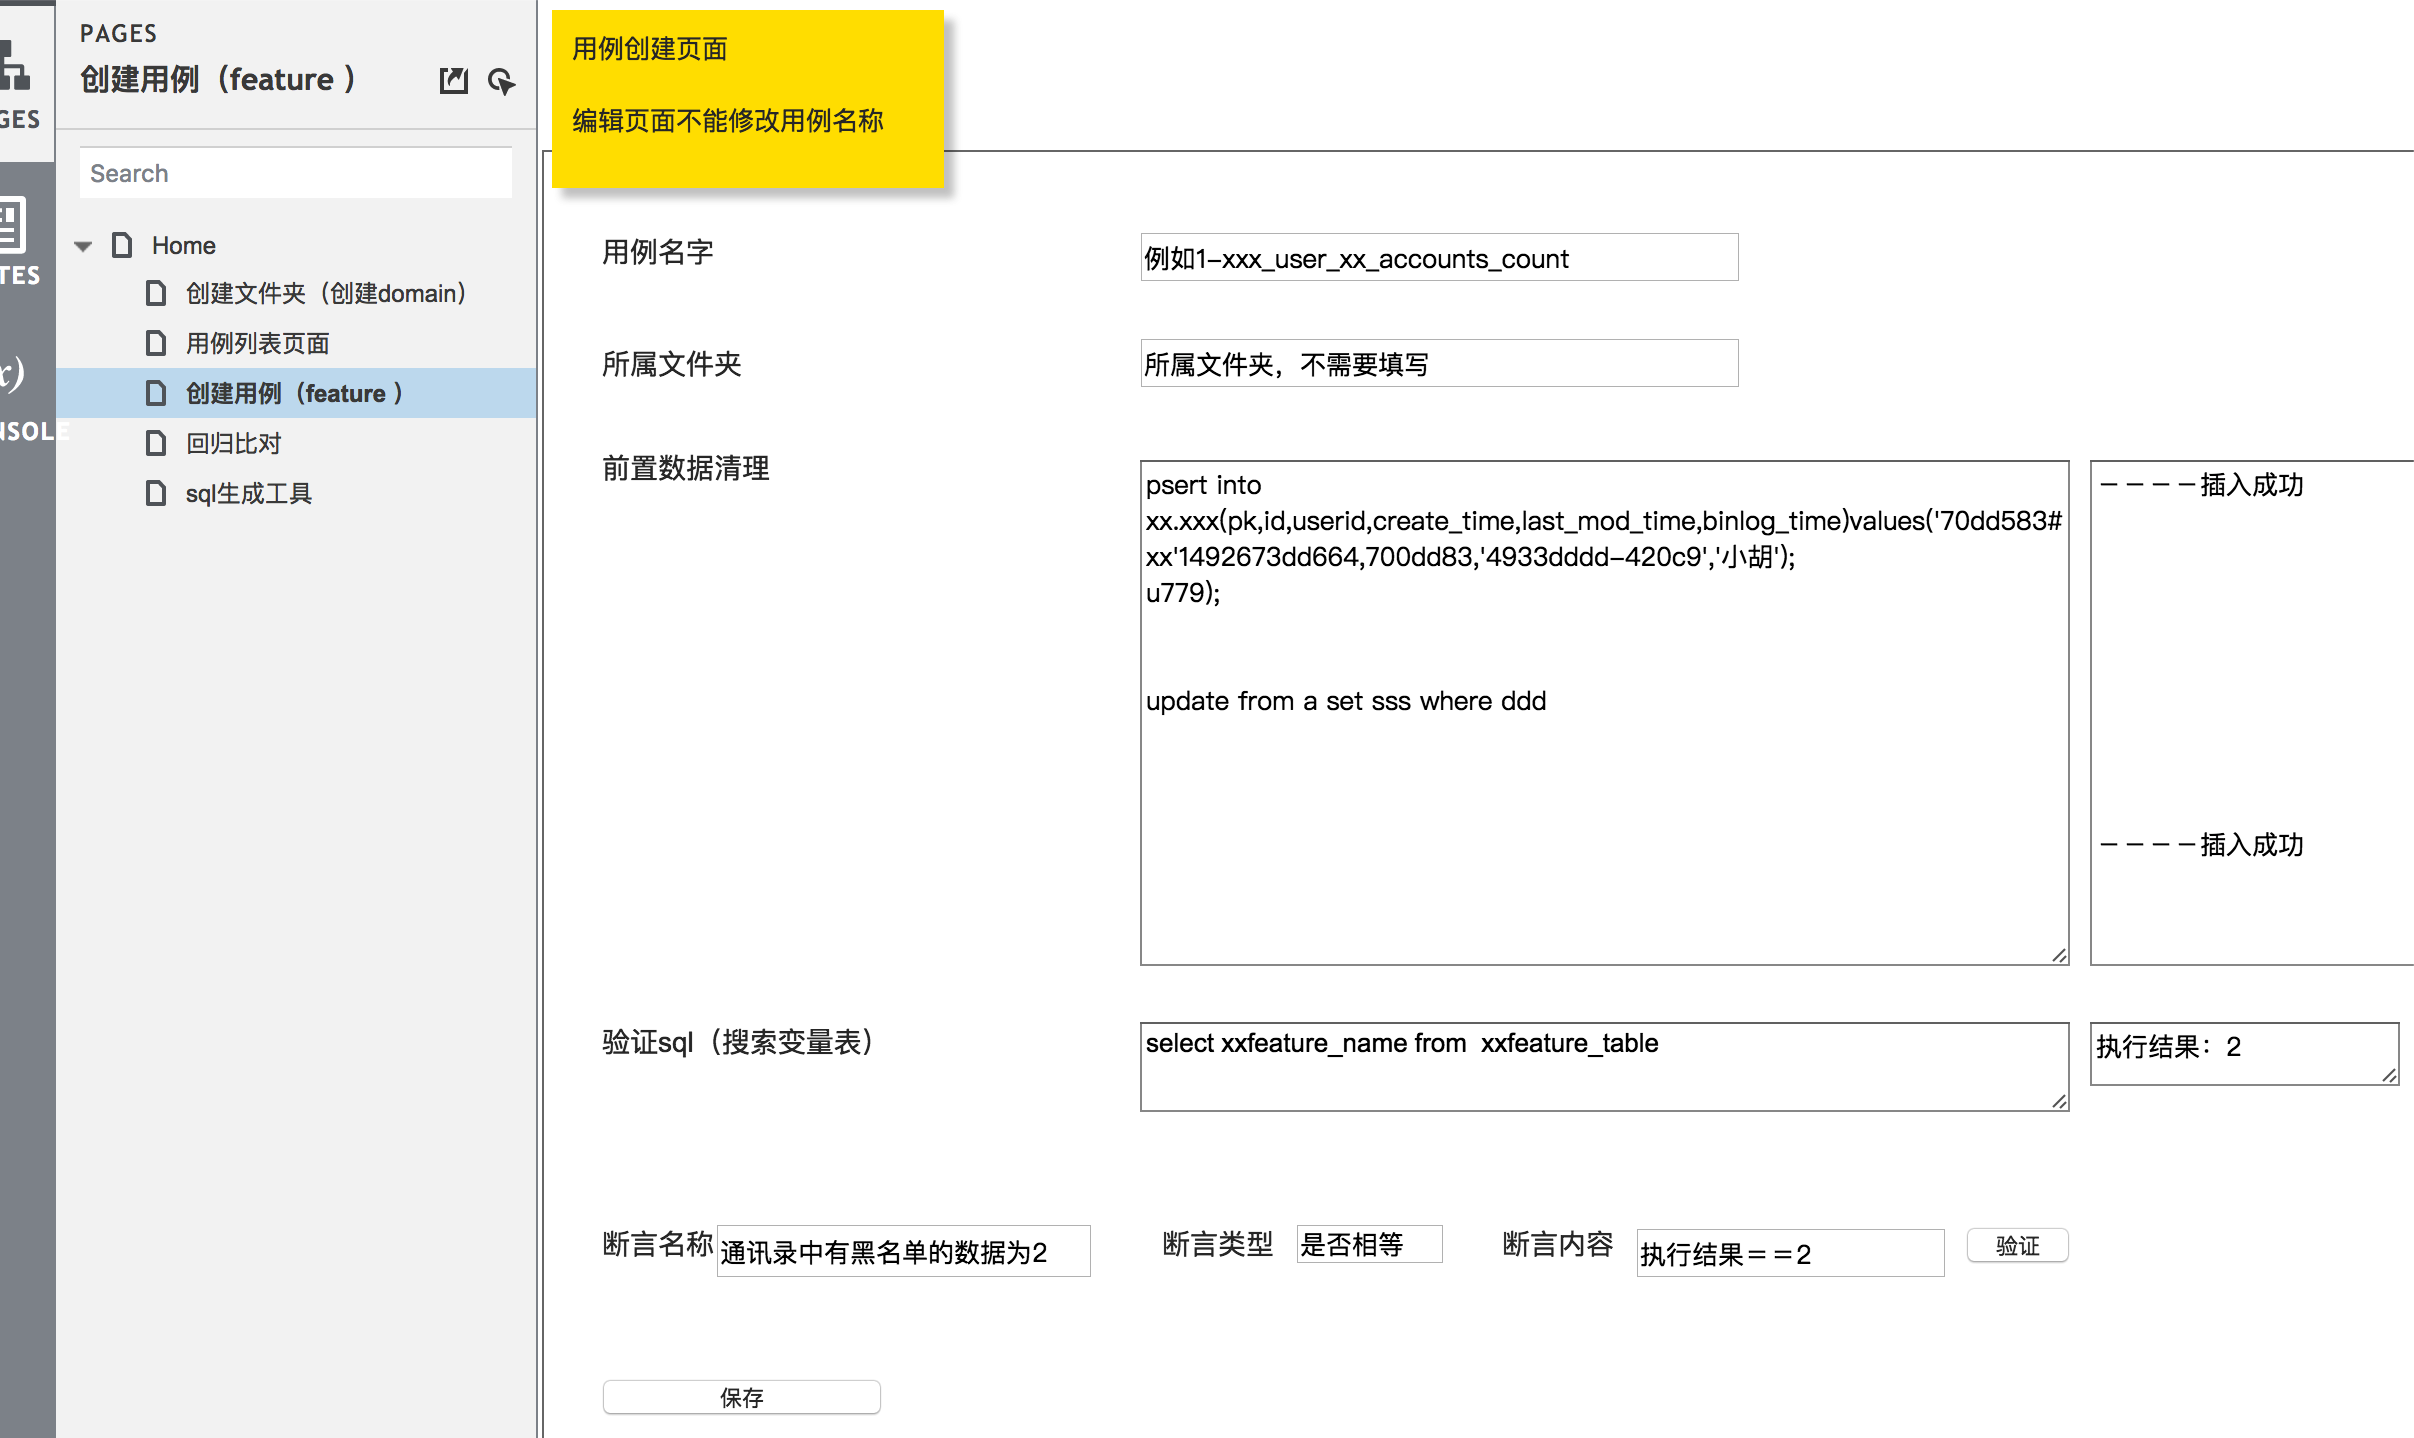 PAGES
创建用例（feature ）
GES
Search
TES
Home
创建文件夹（创建domain）
用例列表页面
创建用例（feature ）
回归比对
sql生成工具
x)
NSOLE
用例创建页面
编辑页面不能修改用例名称
用例名字
例如1-xxx_user_xx_accounts_count
所属文件夹
所属文件夹，不需要填写
前置数据清理
psert into
xx.xxx(pk,id,userid,create_time,last_mod_time,binlog_time)values('70dd583#
xx'1492673dd664,700dd83,'4933dddd-420c9','小胡');
u779);
update from a set sss where ddd
－－－－插入成功
－－－－插入成功
验证sql（搜索变量表）
select xxfeature_name from  xxfeature_table
执行结果：2
断言名称 通讯录中有黑名单的数据为2 断言类型 是否相等 断言内容 执行结果＝＝2 验证
保存